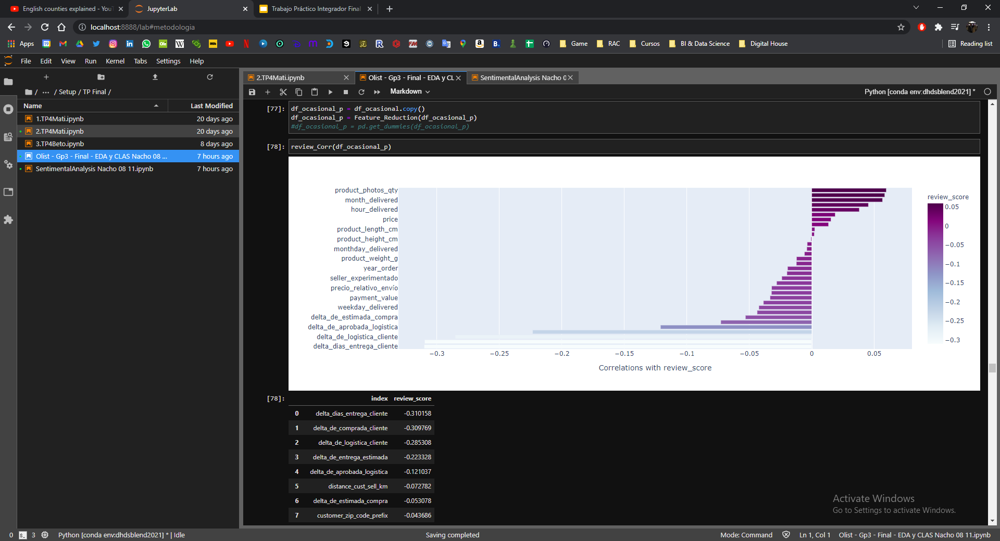 English counties explained - YouT
JupyterLab
Trabajo Práctico Integrador Final
localhost:8888/lab#metodologia
Apps
Game
RAC
Cursos
BI & Data Science
Digital House
Reading list
File Edit View Run Kernel Tabs Settings Help
2.TP4Mati.ipynb
Olist - Gp3 - Final - EDA y CL
SentimentalAnalysis Nacho 0
/ ··· / Setup / TP Final /
Markdown
Python [conda env:dhdsblend2021] *
Name Last Modified
1.TP4Mati.ipynb 20 days ago
2.TP4Mati.ipynb 20 days ago
3.TP4Beto.ipynb 8 days ago
Olist - Gp3 - Final - EDA y CLAS Nacho 08 ... 7 hours ago
SentimentalAnalysis Nacho 08 11.ipynb 7 hours ago
[77]: df_ocasional_p = df_ocasional.copy()
df_ocasional_p = Feature_Reduction(df_ocasional_p)
#df_ocasional_p = pd.get_dummies(df_ocasional_p)
[78]: review_Corr(df_ocasional_p)
product_photos_qty
month_delivered
hour_delivered
price
product_length_cm
product_height_cm
monthday_delivered
product_weight_g
year_order
seller_experimentado
precio_relativo_envío
payment_value
weekday_delivered
delta_de_estimada_compra
delta_de_aprobada_logistica
delta_de_logistica_cliente
delta_dias_entrega_cliente
−0.3 −0.25 −0.2 −0.15 −0.1 −0.05 0 0.05
Correlations with review_score
review_score
0.05
0
−0.05
−0.1
−0.15
−0.2
−0.25
−0.3
[78]: index review_score
0 delta_dias_entrega_cliente -0.310158
1 delta_de_comprada_cliente -0.309769
2 delta_de_logistica_cliente -0.285308
3 delta_de_entrega_estimada -0.223328
4 delta_de_aprobada_logistica -0.121037
5 distance_cust_sell_km -0.072782
6 delta_de_estimada_compra -0.053078
7 customer_zip_code_prefix -0.043686
Activate Windows
Go to Settings to activate Windows.
0 3 Python [conda env:dhdsblend2021] * | Idle
Saving completed
Mode: Command
Ln 1, Col 1
Olist - Gp3 - Final - EDA y CLAS Nacho 08 11.ipynb